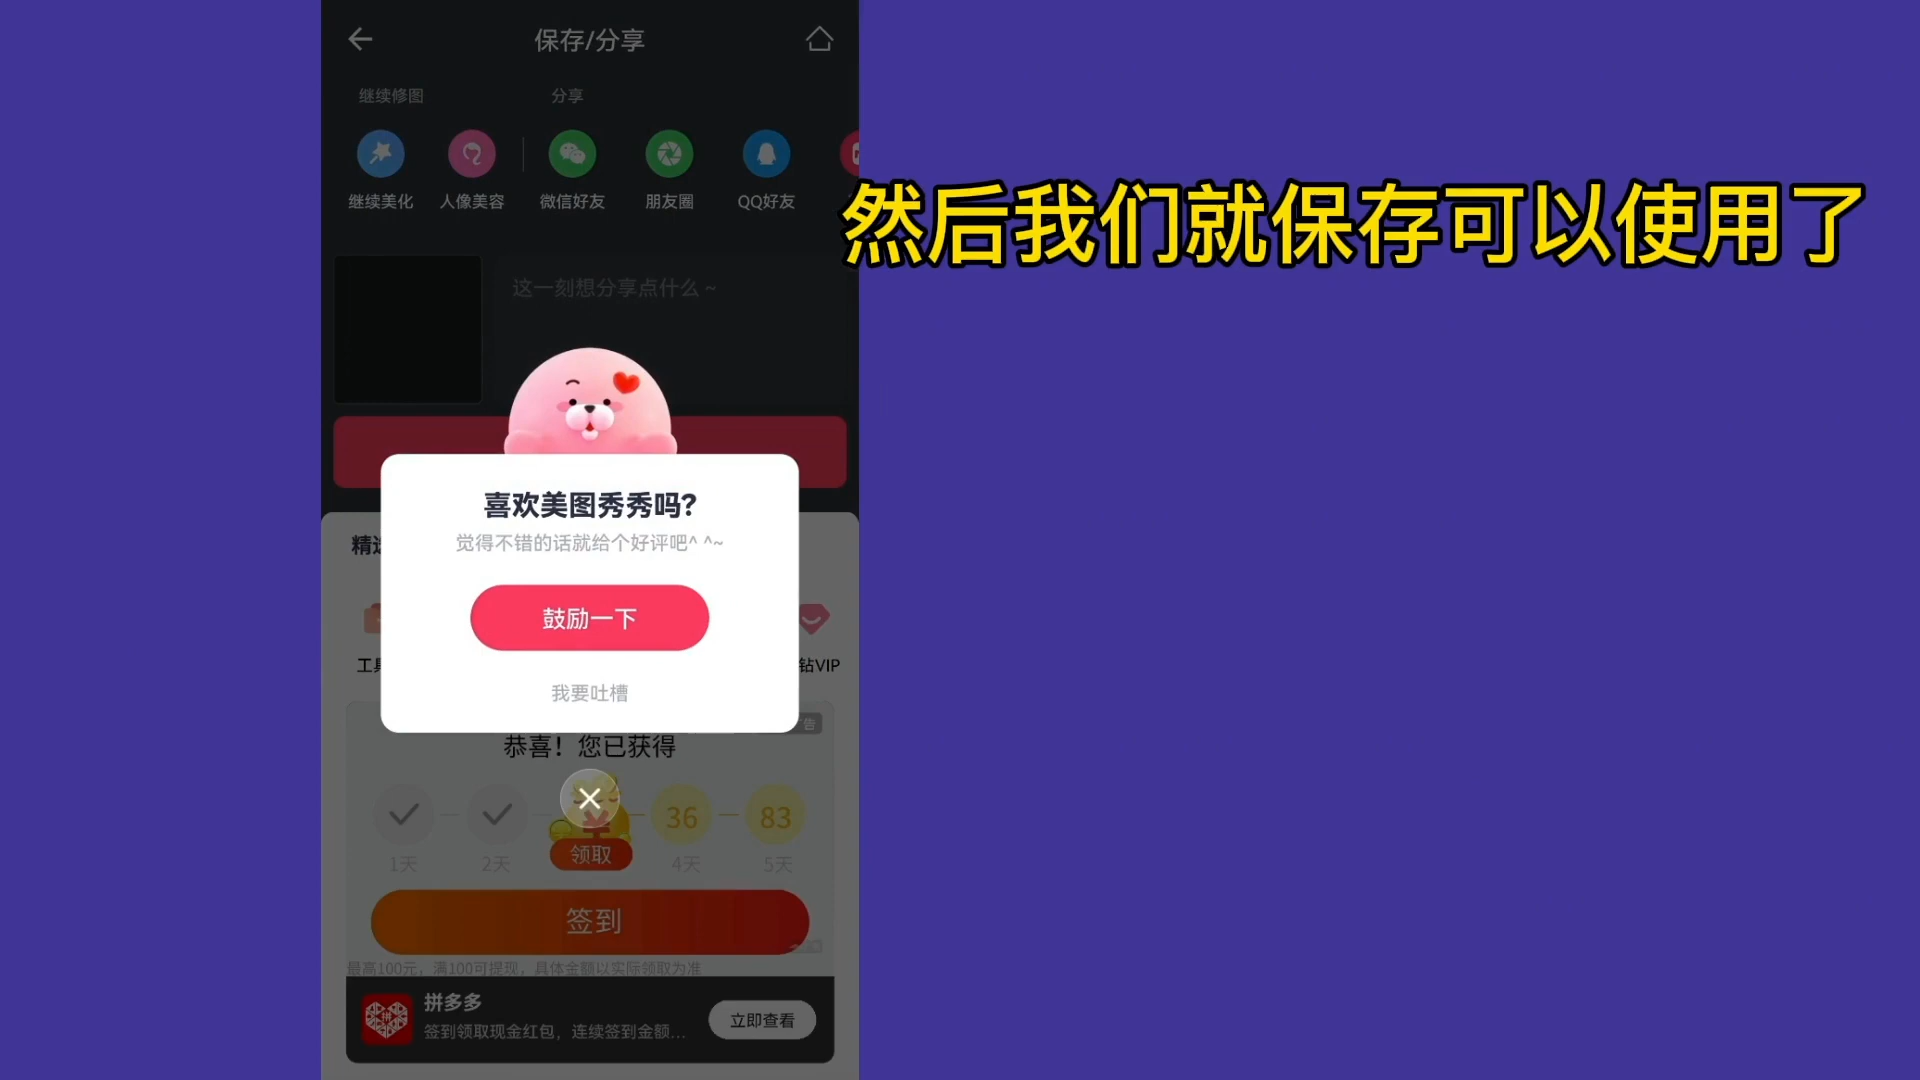 保存/分享
继续修图
分享
继续美化
人像美容
微信好友
朋友圈
QQ好友
然后我们就保存可以使用了
这一刻想分享点什么~
喜欢美图秀秀吗?
觉得不错的话就给个好评吧^ ^~
鼓励一下
我要吐槽
精选
工具
钻VIP
广告
恭喜！您已获得
36
83
1天
2天
领取
4天
5天
签到
最高100元，满100可提现，具体金额以实际领取为准
拼多多
签到领取现金红包，连续签到金额...
立即查看